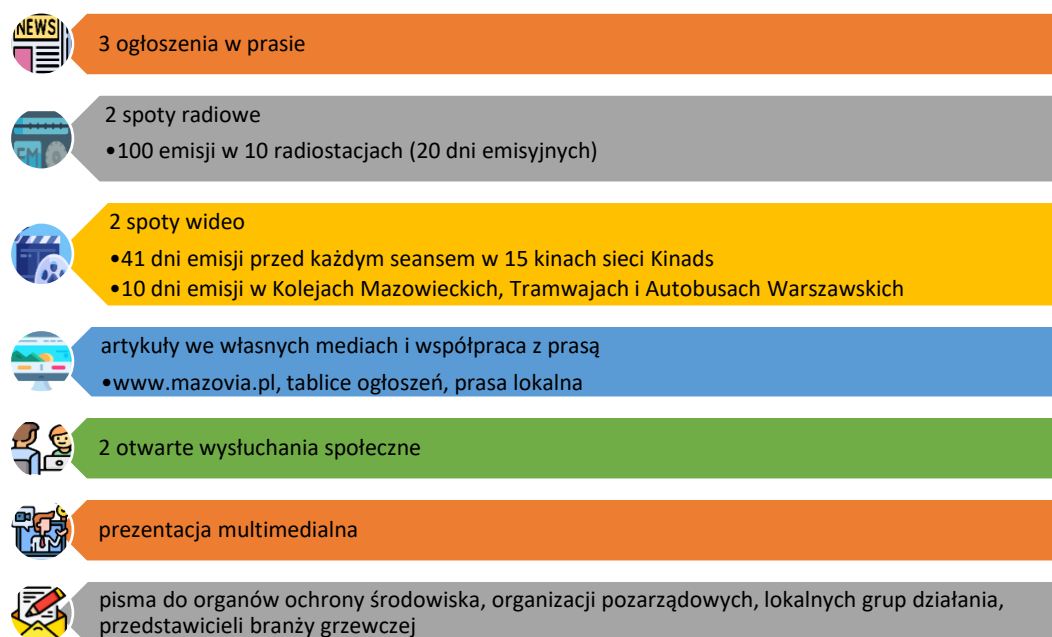 NEWS
3 ogłoszenia w prasie
FM
2 spoty radiowe
•100 emisji w 10 radiostacjach (20 dni emisyjnych)
2 spoty wideo
•41 dni emisji przed każdym seansem w 15 kinach sieci Kinads
•10 dni emisji w Kolejach Mazowieckich, Tramwajach i Autobusach Warszawskich
artykuły we własnych mediach i współpraca z prasą
•www.mazovia.pl, tablice ogłoszeń, prasa lokalna
2 otwarte wysłuchania społeczne
prezentacja multimedialna
pisma do organów ochrony środowiska, organizacji pozarządowych, lokalnych grup działania,
przedstawicieli branży grzewczej